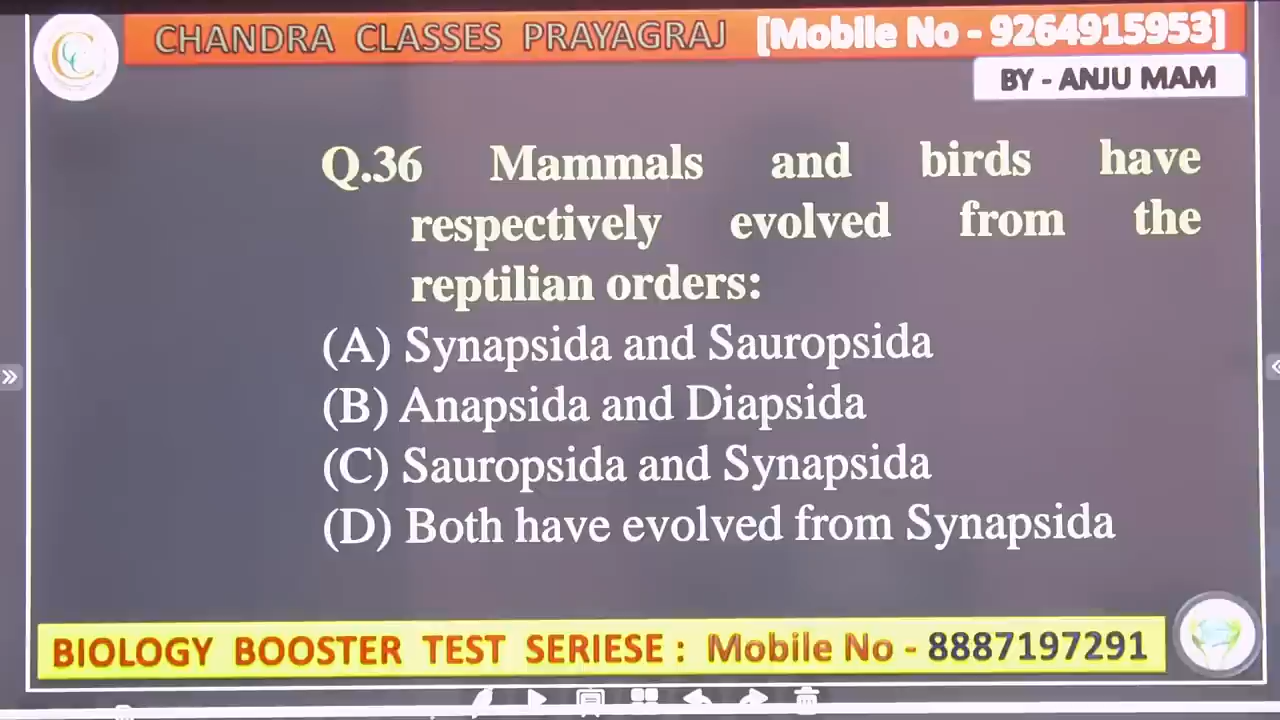 CHANDRA CLASSES PRAYAGRAJ [Mobile No - 9264915953]
BY - ANJU MAM
Q.36 Mammals and birds have
respectively evolved from the
reptilian orders:
(A) Synapsida and Sauropsida
(B) Anapsida and Diapsida
(C) Sauropsida and Synapsida
(D) Both have evolved from Synapsida
BIOLOGY BOOSTER TEST SERIESE : Mobile No - 8887197291